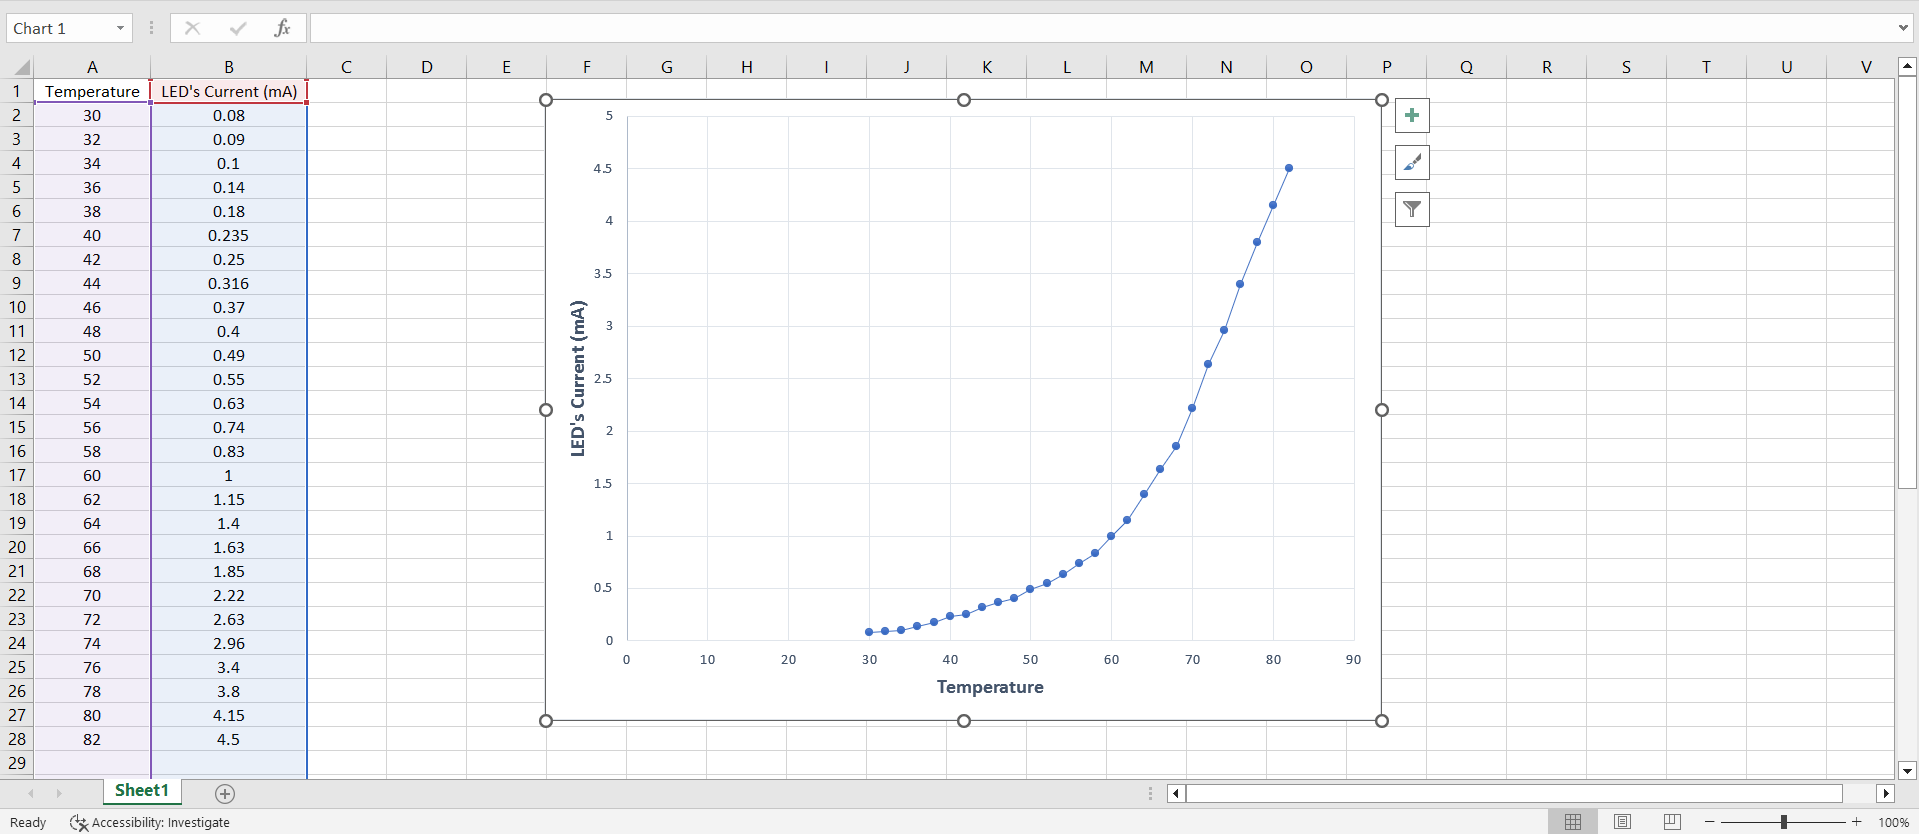 Chart 1
fx
A B C D E F G H I J K L M N O P Q R S T U V
1 Temperature LED's Current (mA)
2 30 0.08
3 32 0.09
4 34 0.1
5 36 0.14
6 38 0.18
7 40 0.235
8 42 0.25
9 44 0.316
10 46 0.37
11 48 0.4
12 50 0.49
13 52 0.55
14 54 0.63
15 56 0.74
16 58 0.83
17 60 1
18 62 1.15
19 64 1.4
20 66 1.63
21 68 1.85
22 70 2.22
23 72 2.63
24 74 2.96
25 76 3.4
26 78 3.8
27 80 4.15
28 82 4.5
29
5
4.5
4
3.5
3
2.5
2
1.5
1
0.5
0
LED's Current (mA)
0 10 20 30 40 50 60 70 80 90
Temperature
Sheet1
Ready Accessibility: Investigate 100%